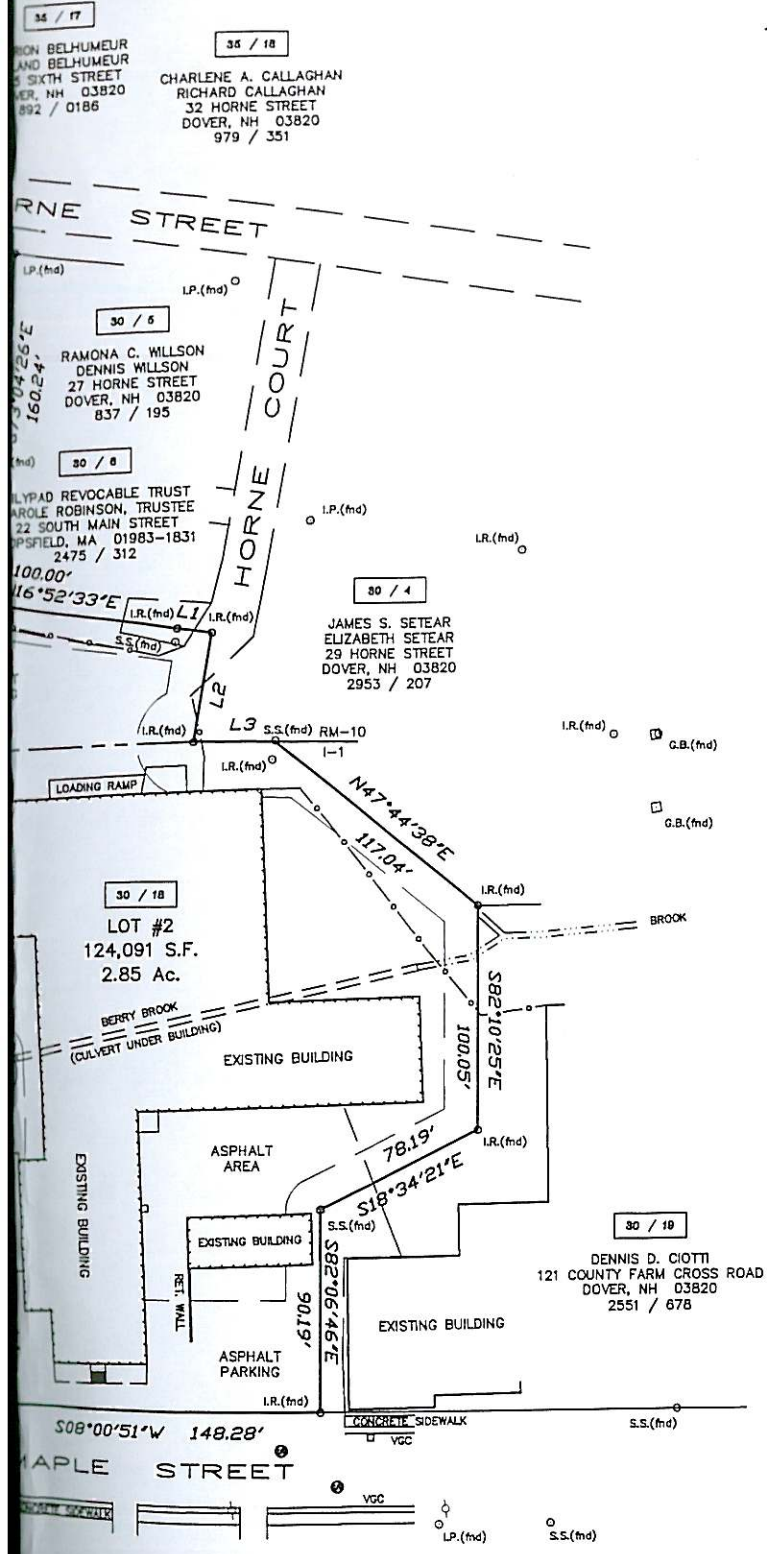 35 / 17
BELHUMEUR
BELHUMEUR
SIXTH STREET
NH 03820
892 / 0186
35 / 18
CHARLENE A. CALLAGHAN
RICHARD CALLAGHAN
32 HORNE STREET
DOVER, NH 03820
979 / 351
RNE STREET
I.P.(fnd)
I.P.(fnd)
HORNE COURT
30 / 5
RAMONA C. WILLSON
DENNIS WILLSON
27 HORNE STREET
DOVER, NH 03820
837 / 195
160.24'
30 / 6
REVOCABLE TRUST
ROBINSON, TRUSTEE
22 SOUTH MAIN STREET
MA 01983-1831
2475 / 312
100.00'
16°52'33"E
I.R.(fnd)
L1
I.R.(fnd)
S.S.(fnd)
L2
I.P.(fnd)
I.R.(fnd)
30 / 4
JAMES S. SETEAR
ELIZABETH SETEAR
29 HORNE STREET
DOVER, NH 03820
2953 / 207
I.R.(fnd)
L3
S.S.(fnd)
RM-10
I-1
I.R.(fnd)
I.R.(fnd)
G.B.(fnd)
G.B.(fnd)
LOADING RAMP
N47°44'38"E
117.04'
I.R.(fnd)
30 / 18
LOT #2
124,091 S.F.
2.85 Ac.
BROOK
BERRY BROOK
(CULVERT UNDER BUILDING)
S82°10'25"E
100.05'
EXISTING BUILDING
I.R.(fnd)
78.19'
S18°34'21"E
ASPHALT
AREA
EXISTING BUILDING
EXISTING BUILDING
S.S.(fnd)
S82°06'46"E
90.19'
RET. WALL
30 / 19
DENNIS D. CIOTTI
121 COUNTY FARM CROSS ROAD
DOVER, NH 03820
2551 / 678
EXISTING BUILDING
ASPHALT
PARKING
I.R.(fnd)
S08°00'51"W 148.28'
CONCRETE SIDEWALK
VGC
S.S.(fnd)
MAPLE STREET
VGC
CONCRETE SIDEWALK
I.P.(fnd)
S.S.(fnd)